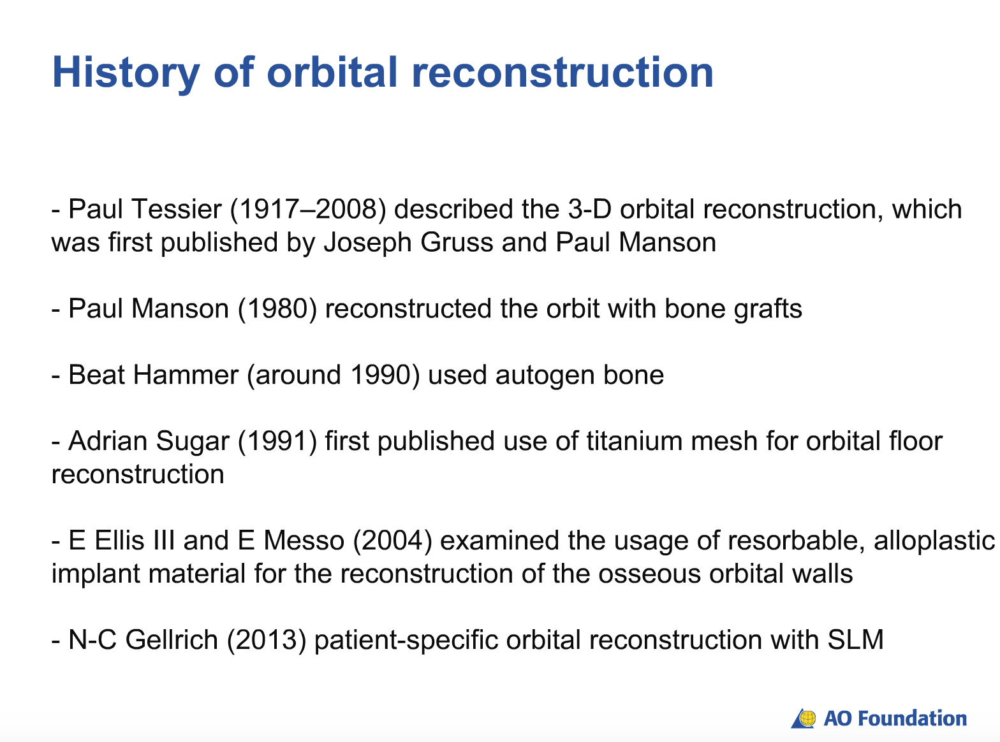 History of orbital reconstruction
- Paul Tessier (1917–2008) described the 3-D orbital reconstruction, which
was first published by Joseph Gruss and Paul Manson
- Paul Manson (1980) reconstructed the orbit with bone grafts
- Beat Hammer (around 1990) used autogen bone
- Adrian Sugar (1991) first published use of titanium mesh for orbital floor
reconstruction
- E Ellis III and E Messo (2004) examined the usage of resorbable, alloplastic
implant material for the reconstruction of the osseous orbital walls
- N-C Gellrich (2013) patient-specific orbital reconstruction with SLM
AO Foundation